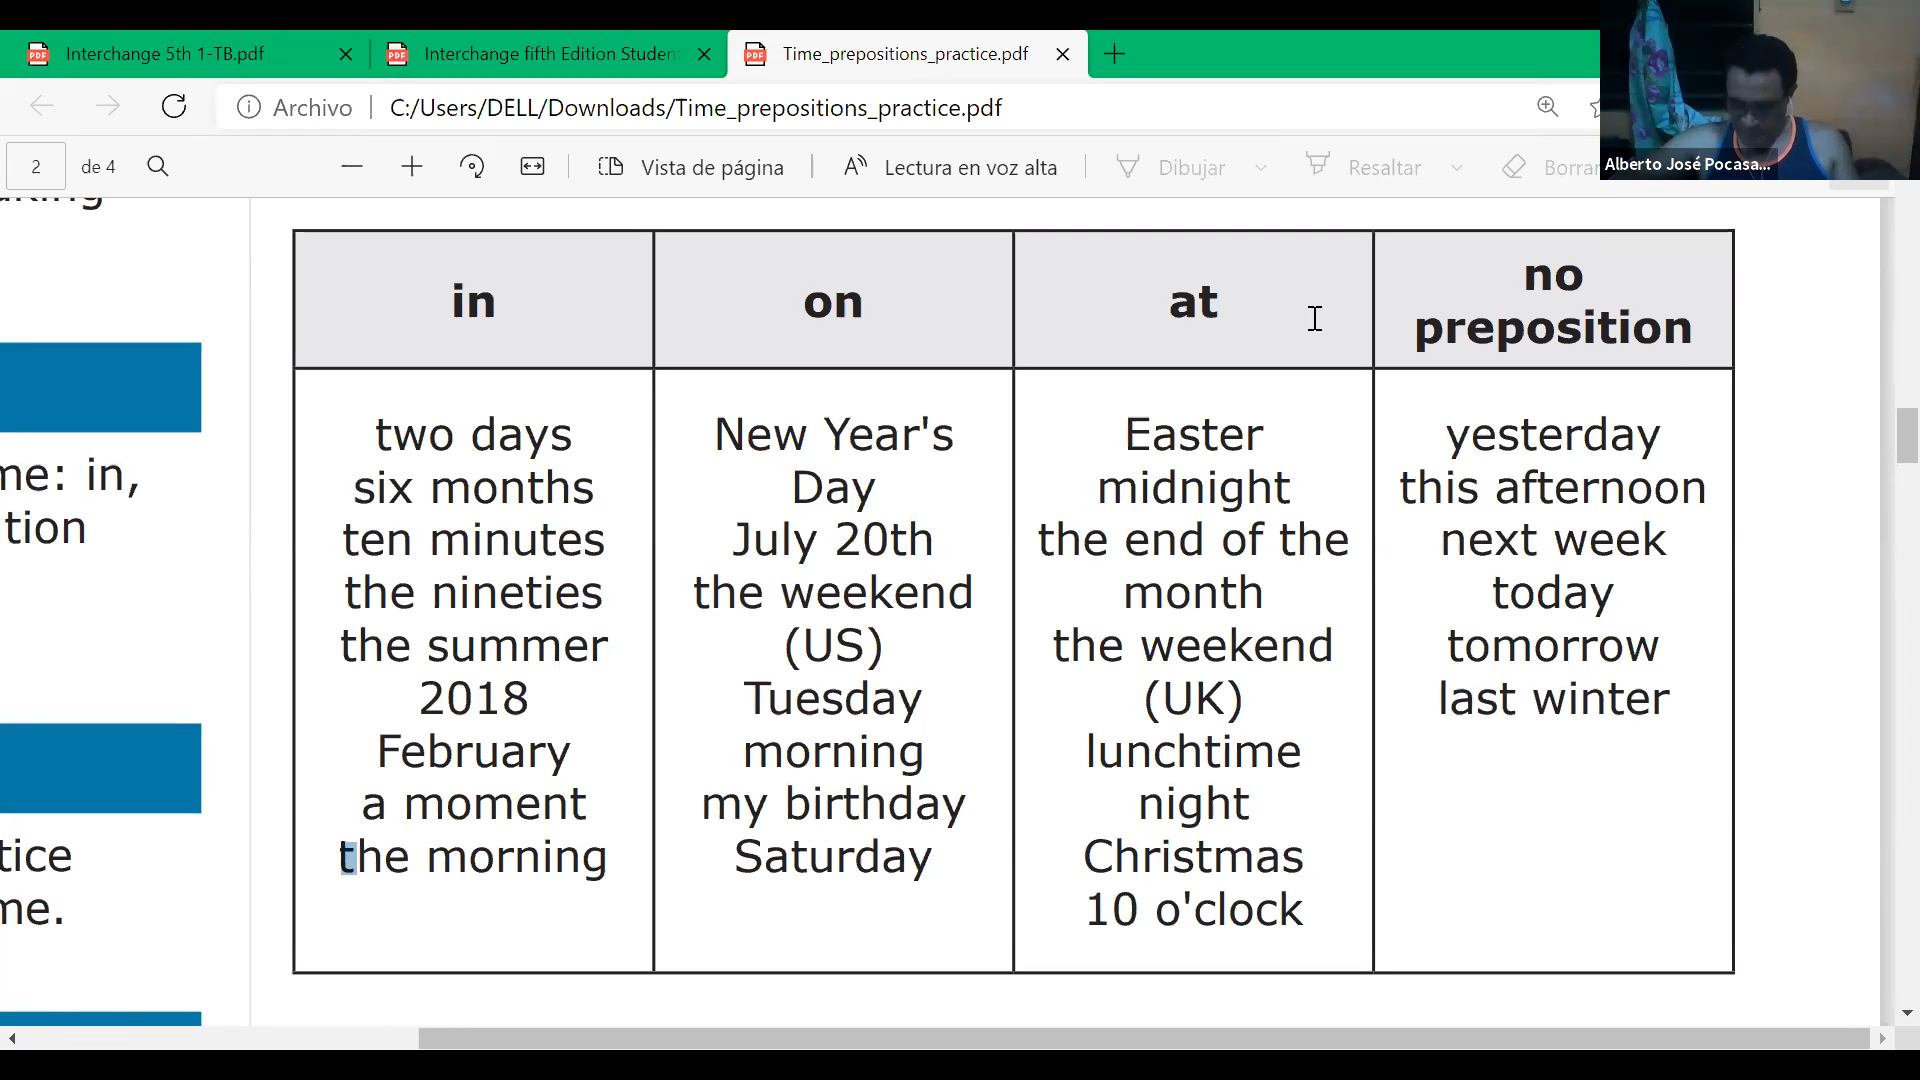 Interchange 5th 1-TB.pdf
Interchange fifth Edition Studen
Time_prepositions_practice.pdf
Archivo
C:/Users/DELL/Downloads/Time_prepositions_practice.pdf
2
de 4
Vista de página
Lectura en voz alta
Dibujar
Resaltar
Borrar
Alberto José Pocasa...
me: in,
tion
tice
me.
in
on
at
no
preposition
two days
six months
ten minutes
the nineties
the summer
2018
February
a moment
the morning
New Year's
Day
July 20th
the weekend
(US)
Tuesday
morning
my birthday
Saturday
Easter
midnight
the end of the
month
the weekend
(UK)
lunchtime
night
Christmas
10 o'clock
yesterday
this afternoon
next week
today
tomorrow
last winter